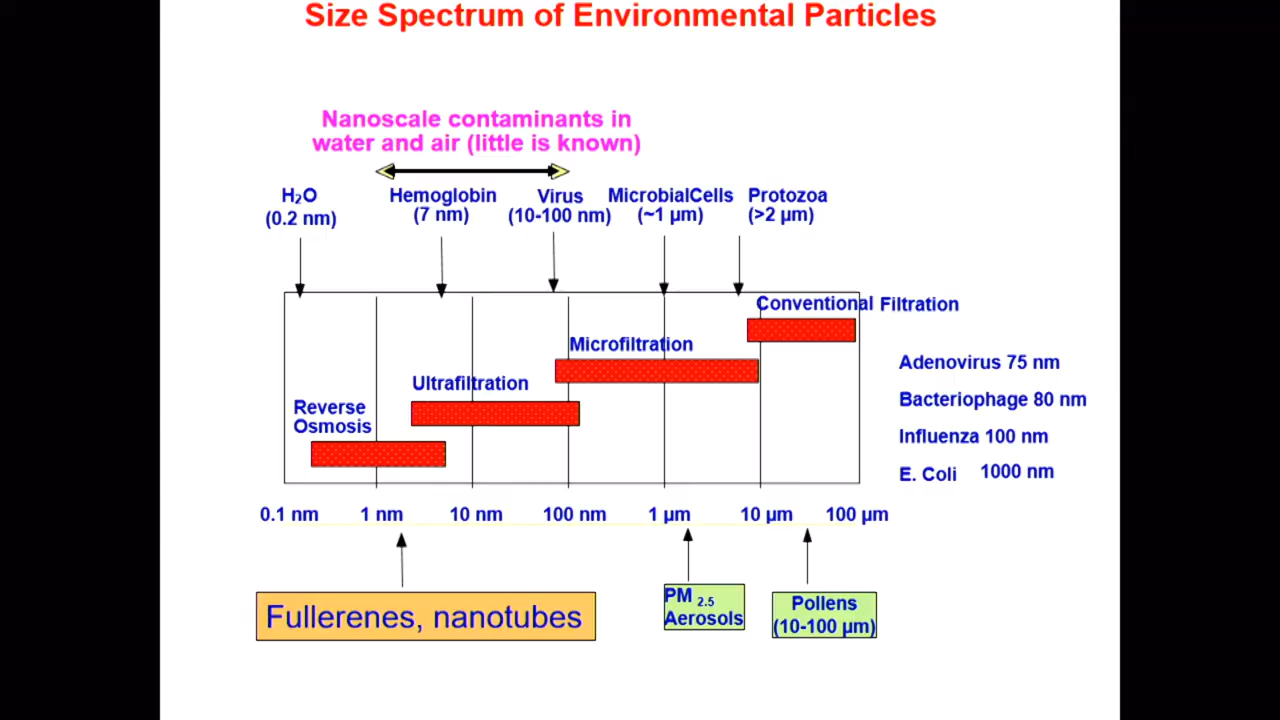 Size Spectrum of Environmental Particles
Nanoscale contaminants in
water and air (little is known)
H₂O
(0.2 nm)
Hemoglobin
(7 nm)
Virus
(10-100 nm)
MicrobialCells
(~1 µm)
Protozoa
(>2 µm)
Conventional Filtration
Microfiltration
Ultrafiltration
Reverse
Osmosis
Adenovirus 75 nm
Bacteriophage 80 nm
Influenza 100 nm
E. Coli 1000 nm
0.1 nm 1 nm 10 nm 100 nm 1 µm 10 µm 100 µm
Fullerenes, nanotubes
PM 2.5
Aerosols
Pollens
(10-100 µm)